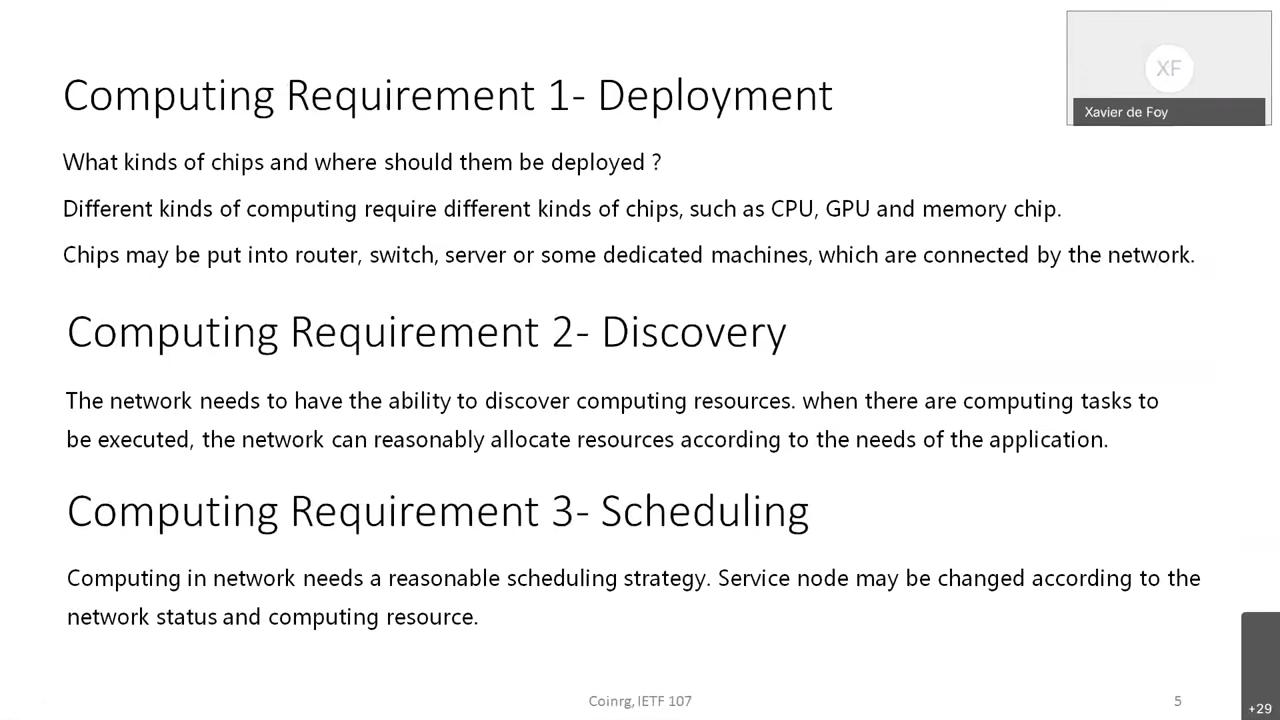 Computing Requirement 1- Deployment
XF
Xavier de Foy
What kinds of chips and where should them be deployed ?
Different kinds of computing require different kinds of chips, such as CPU, GPU and memory chip.
Chips may be put into router, switch, server or some dedicated machines, which are connected by the network.
Computing Requirement 2- Discovery
The network needs to have the ability to discover computing resources. when there are computing tasks to
be executed, the network can reasonably allocate resources according to the needs of the application.
Computing Requirement 3- Scheduling
Computing in network needs a reasonable scheduling strategy. Service node may be changed according to the
network status and computing resource.
Coinrg, IETF 107
5
+29